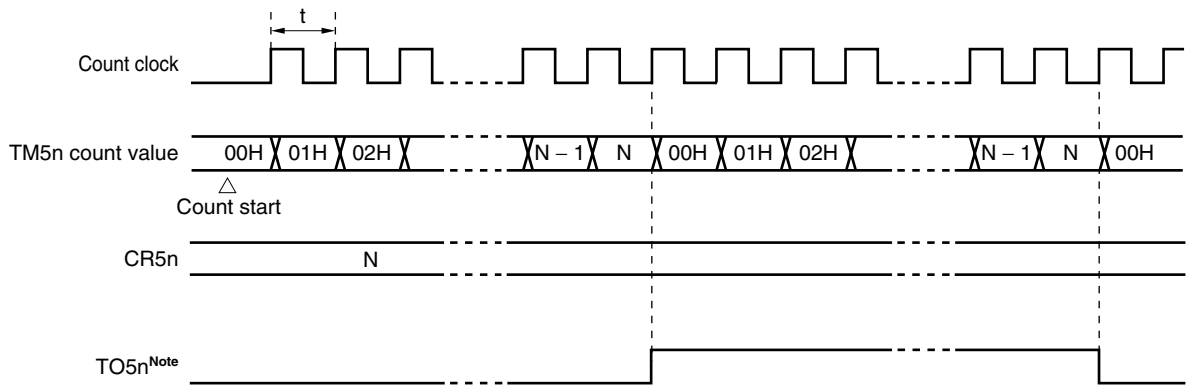 t
Count clock
TM5n count value 00H 01H 02H N − 1 N 00H 01H 02H N − 1 N 00H
△
Count start
CR5n N
TO5nNote